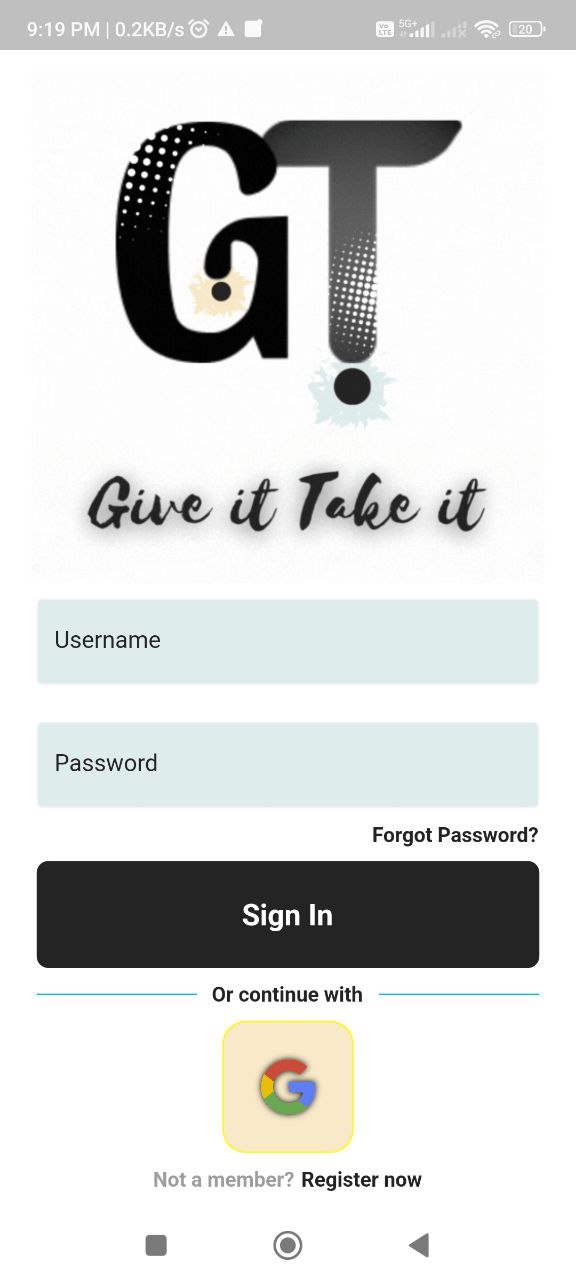 9:19 PM | 0.2KB/s
Vo LTE
5G+
20
GT
Give it Take it
Username
Password
Forgot Password?
Sign In
Or continue with
G
Not a member? Register now